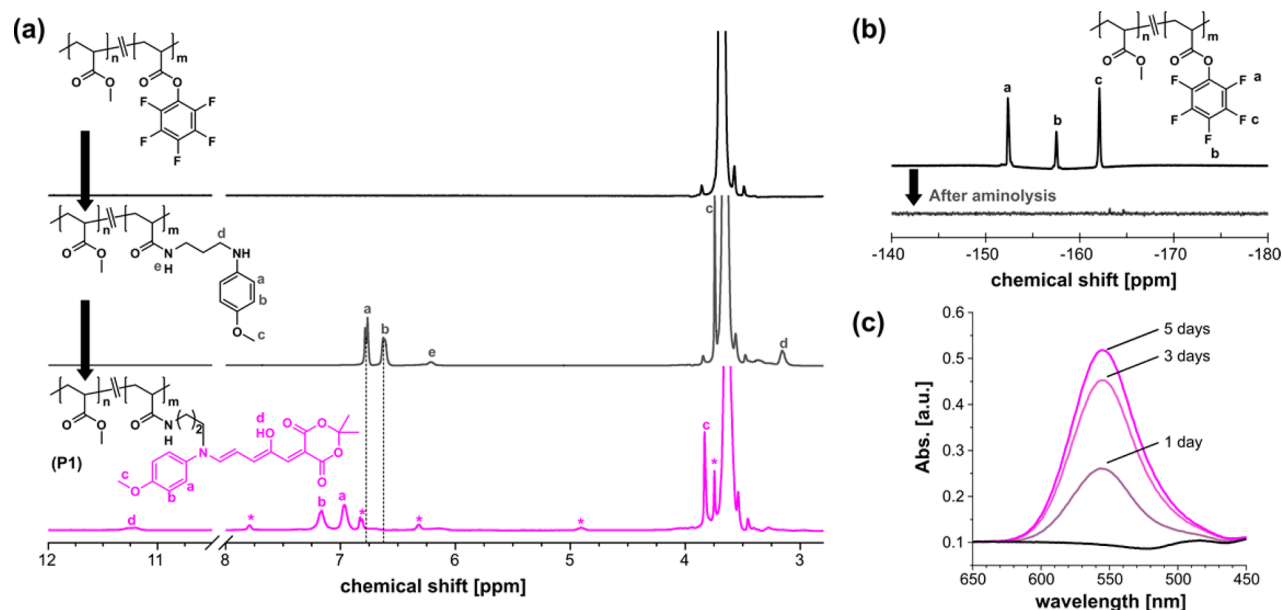 (a)
n
m
O
O
O
O
F
F
F
F
F
n
m
O
O
O
N
H
e
d
NH
a
b
O
c
c
a
b
e
d
n
m
O
O
O
N
H
2
(P1)
d
HO
O
O
O
O
N
c
O
b
a
d
*
b
a
*
*
*
c
*
12
11
8
7
6
5
4
3
chemical shift [ppm]
(b)
n
m
O
O
O
O
F
F
a
F
F
c
F
b
a
b
c
After aminolysis
-140
-150
-160
-170
-180
chemical shift [ppm]
(c)
5 days
3 days
1 day
Abs. [a.u.]
0.6
0.5
0.4
0.3
0.2
0.1
650
600
550
500
450
wavelength [nm]